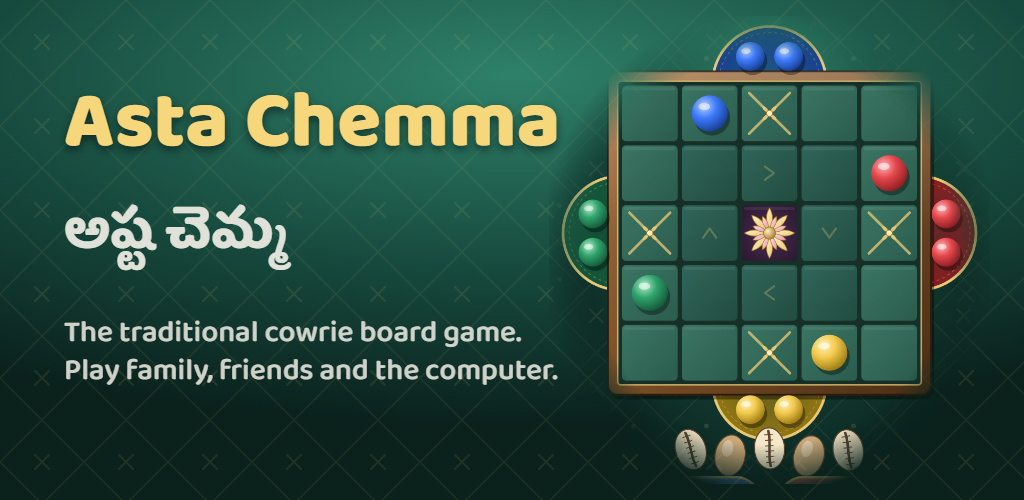 Asta Chemma
అష్ట చెమ్మ
The traditional cowrie board game.
Play family, friends and the computer.